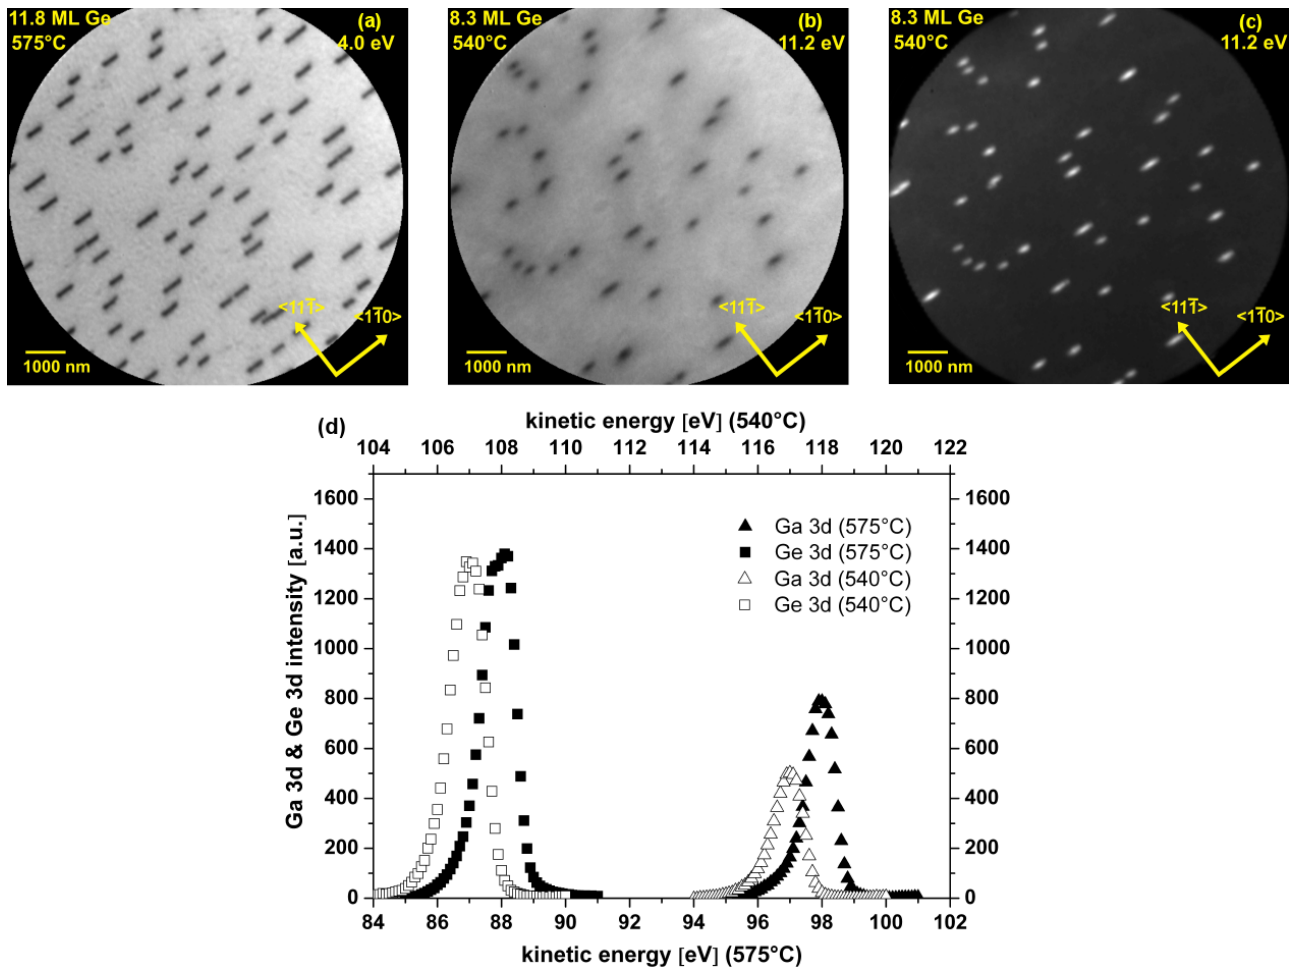 11.8 ML Ge (a)
575°C 4.0 eV
<11̅1̅>
<11̅0>
1000 nm
8.3 ML Ge (b)
540°C 11.2 eV
<111̅>
<11̅0>
1000 nm
8.3 ML Ge (c)
540°C 11.2 eV
<111̅>
<11̅0>
1000 nm
(d)
kinetic energy [eV] (540°C)
104 106 108 110 112 114 116 118 120 122
Ga 3d & Ge 3d intensity [a.u.]
1600 1600
1400 1400
1200 1200
1000 1000
800 800
600 600
400 400
200 200
0 0
Ga 3d (575°C)
Ge 3d (575°C)
Ga 3d (540°C)
Ge 3d (540°C)
84 86 88 90 92 94 96 98 100 102
kinetic energy [eV] (575°C)